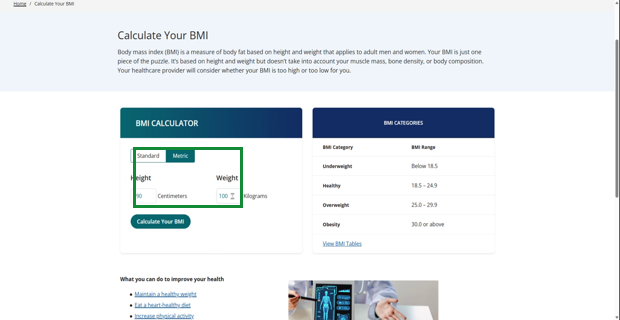 Home / Calculate Your BMI
Calculate Your BMI
Body mass index (BMI) is a measure of body fat based on height and weight that applies to adult men and women. Your BMI is just one
piece of the puzzle. It's based on height and weight but doesn't take into account your muscle mass, bone density, or body composition.
Your healthcare provider will consider whether your BMI is too high or too low for you.
BMI CALCULATOR
Standard Metric
Height Weight
90 Centimeters 100 Kilograms
Calculate Your BMI
BMI CATEGORIES
BMI Category BMI Range
Underweight Below 18.5
Healthy 18.5 – 24.9
Overweight 25.0 – 29.9
Obesity 30.0 or above
View BMI Tables
What you can do to improve your health
Maintain a healthy weight
Eat a heart-healthy diet
Increase physical activity